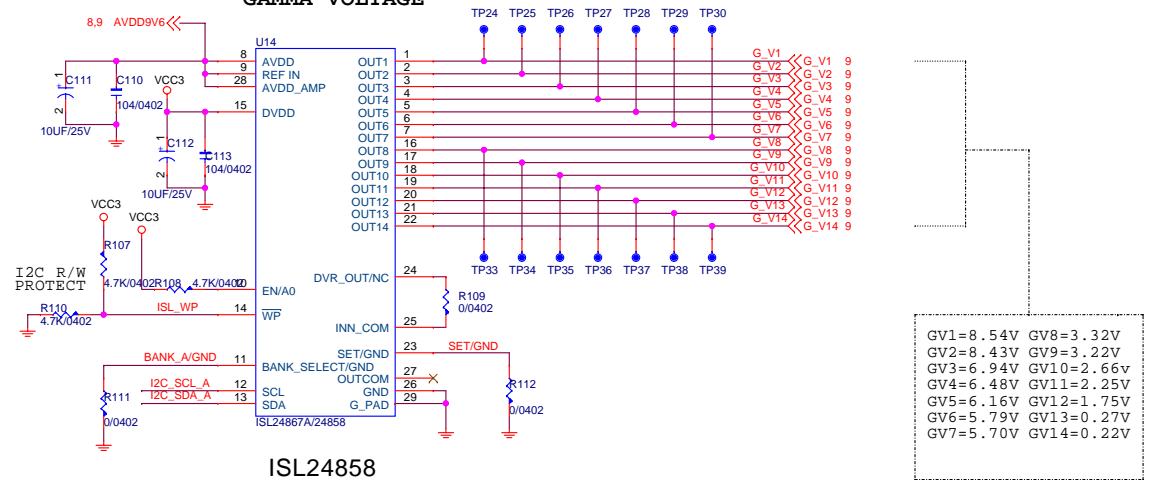 GAMMA VOLTAGE
8,9 AVDD9V6
TP24 TP25 TP26 TP27 TP28 TP29 TP30
U14
8 AVDD
9 REF IN
28 AVDD_AMP
15 DVDD
10 EN/A0
14 WP
11 BANK_SELECT/GND
12 SCL
13 SDA
OUT1 1
OUT2 2
OUT3 3
OUT4 4
OUT5 5
OUT6 6
OUT7 7
OUT8 16
OUT9 17
OUT10 18
OUT11 19
OUT12 20
OUT13 21
OUT14 22
DVR_OUT/NC 24
INN_COM 25
SET/GND 23
OUTCOM 27
GND 26
G_PAD 29
ISL24867A/24858
ISL24858
G_V1 G_V1 9
G_V2 G_V2 9
G_V3 G_V3 9
G_V4 G_V4 9
G_V5 G_V5 9
G_V6 G_V6 9
G_V7 G_V7 9
G_V8 G_V8 9
G_V9 G_V9 9
G_V10 G_V10 9
G_V11 G_V11 9
G_V12 G_V12 9
G_V13 G_V13 9
G_V14 G_V14 9
TP33 TP34 TP35 TP36 TP37 TP38 TP39
1
C111
2
10UF/25V
C110
104/0402
VCC3
1
C112
2
10UF/25V
C113
104/0402
VCC3
VCC3
R107
4.7K/0402
R108 4.7K/0402
I2C R/W
PROTECT
R110
4.7K/0402
ISL_WP
BANK_A/GND
I2C_SCL_A
I2C_SDA_A
R111
0/0402
R109
0/0402
SET/GND
R112
0/0402
GV1=8.54V GV8=3.32V
GV2=8.43V GV9=3.22V
GV3=6.94V GV10=2.66v
GV4=6.48V GV11=2.25V
GV5=6.16V GV12=1.75V
GV6=5.79V GV13=0.27V
GV7=5.70V GV14=0.22V